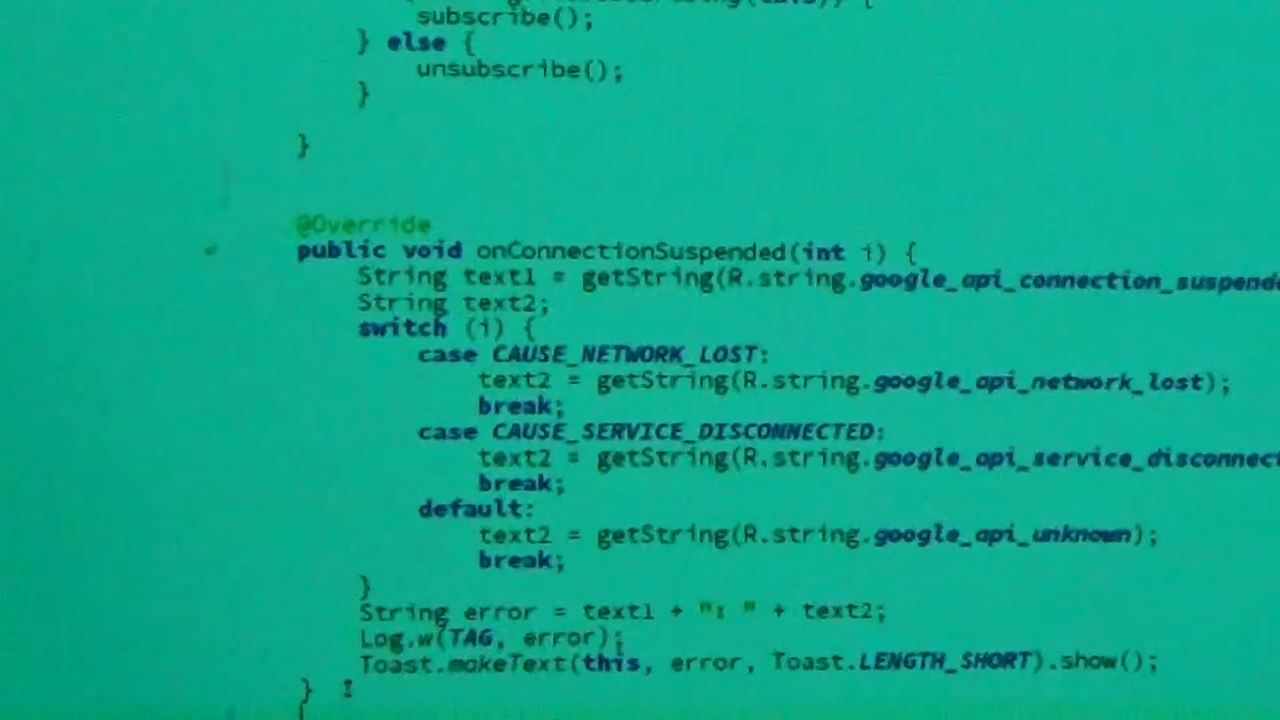 subscribe();
} else {
unsubscribe();
}
}
@Override
public void onConnectionSuspended(int i) {
String text1 = getString(R.string.google_api_connection_suspende
String text2;
switch (i) {
case CAUSE_NETWORK_LOST:
text2 = getString(R.string.google_api_network_lost);
break;
case CAUSE_SERVICE_DISCONNECTED:
text2 = getString(R.string.google_api_service_disconnect
break;
default:
text2 = getString(R.string.google_api_unknown);
break;
}
String error = text1 + ": " + text2;
Log.w(TAG, error);
Toast.makeText(this, error, Toast.LENGTH_SHORT).show();
}